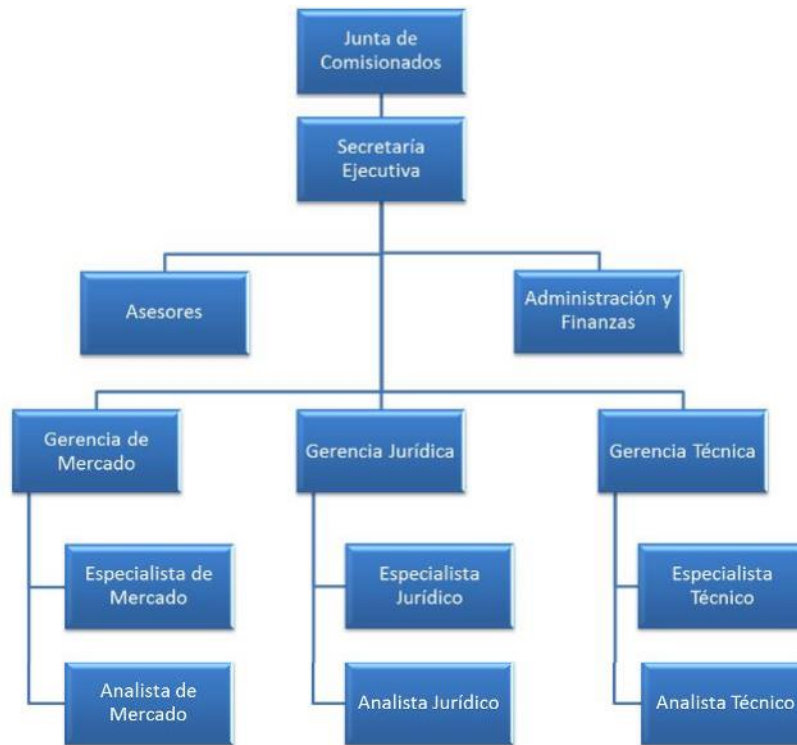 Junta de
Comisionados
Secretaría
Ejecutiva
Asesores
Administración y
Finanzas
Gerencia de
Mercado
Gerencia Jurídica
Gerencia Técnica
Especialista de
Mercado
Especialista
Jurídico
Especialista
Técnico
Analista de
Mercado
Analista Jurídico
Analista Técnico